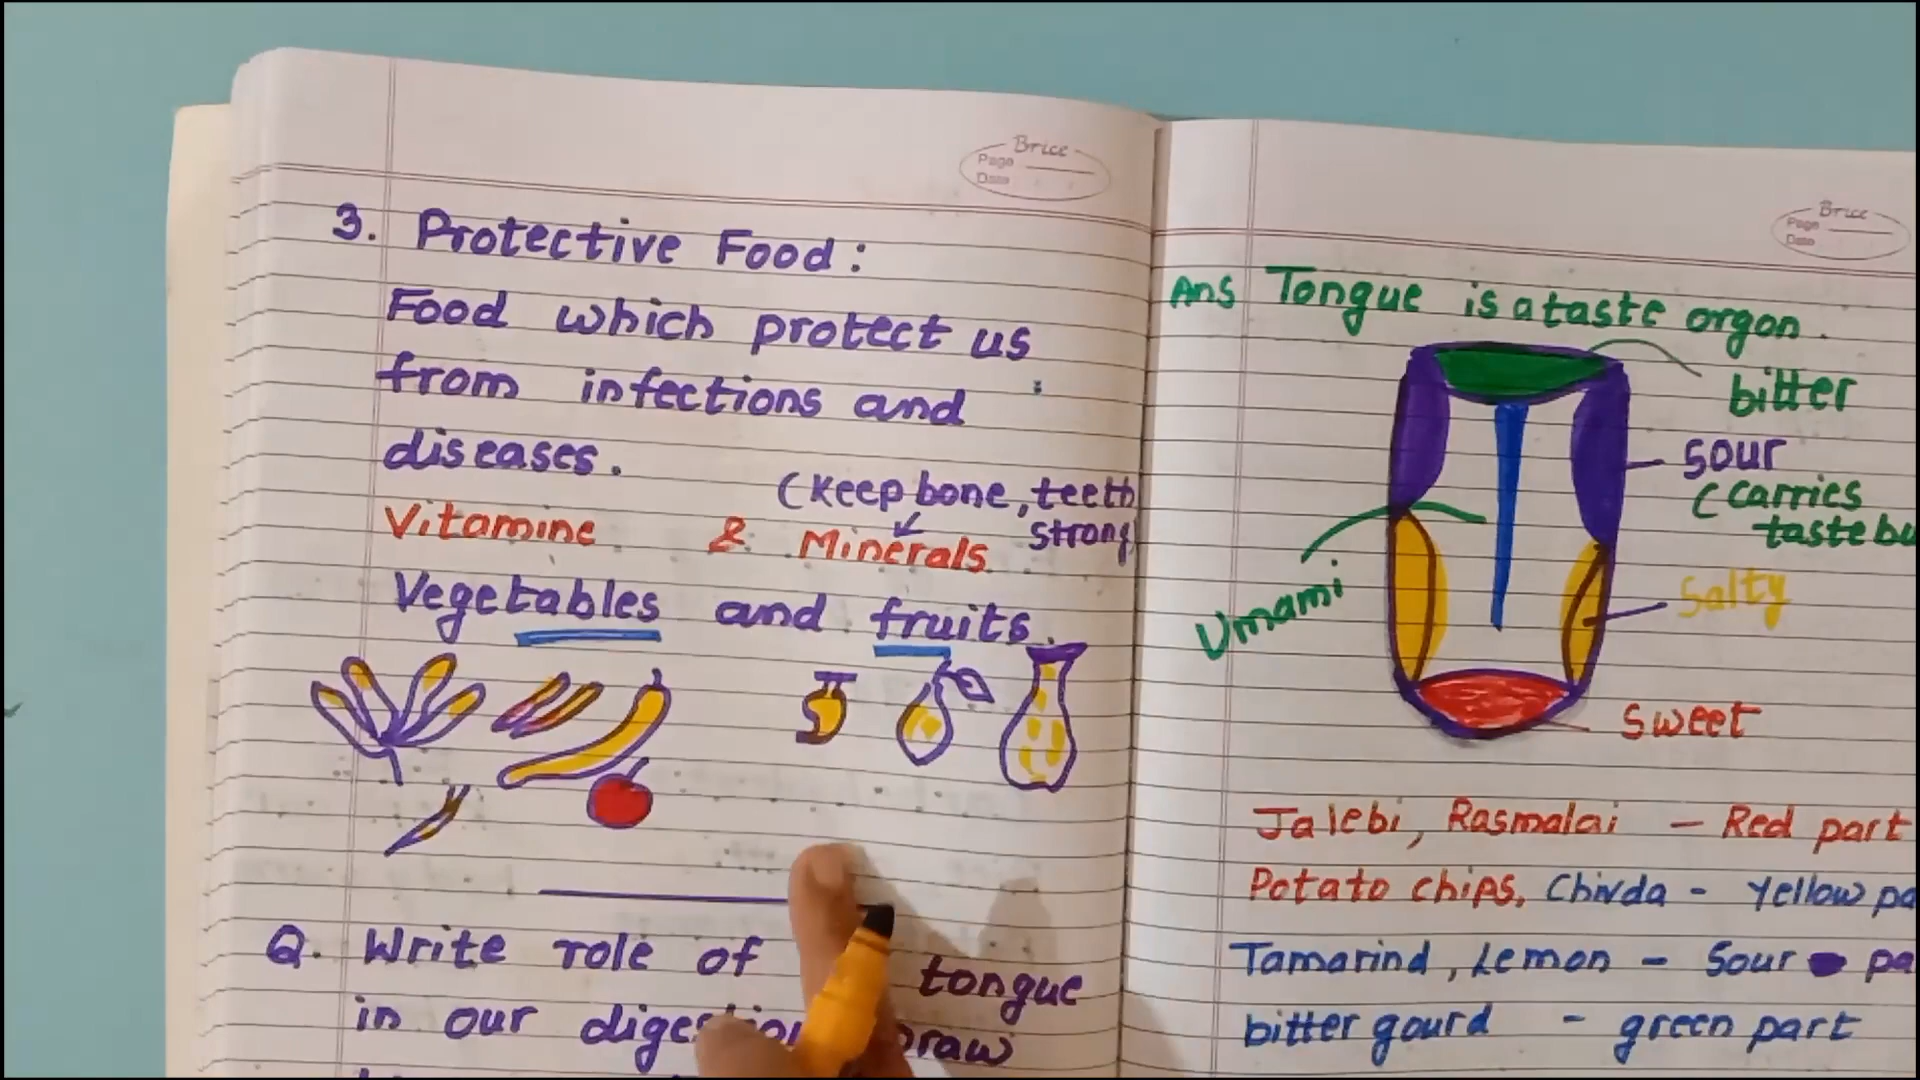 Brice
Page
Date
3. Protective Food:
Food which protect us
from infections and
diseases.
(Keep bone, teeth
strong
Vitamine & Minerals
Vegetables and fruits.
Q. Write role of tongue
in our
Draw
Brice
Page
Date
Ans Tongue is a taste organ.
bitter
Sour
(Carries
taste
Umami
Salty
Sweet
Jalebi, Rasmalai - Red part
Potato chips, Chivda - Yellow
Tamarind, Lemon - Sour
bitter gourd - green part